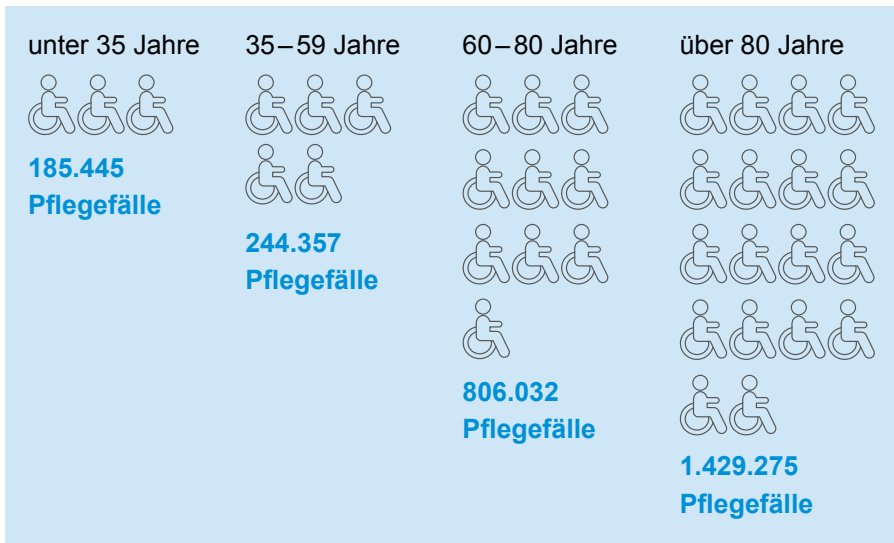 unter 35 Jahre
185.445
Pflegefälle
35–59 Jahre
244.357
Pflegefälle
60–80 Jahre
806.032
Pflegefälle
über 80 Jahre
1.429.275
Pflegefälle